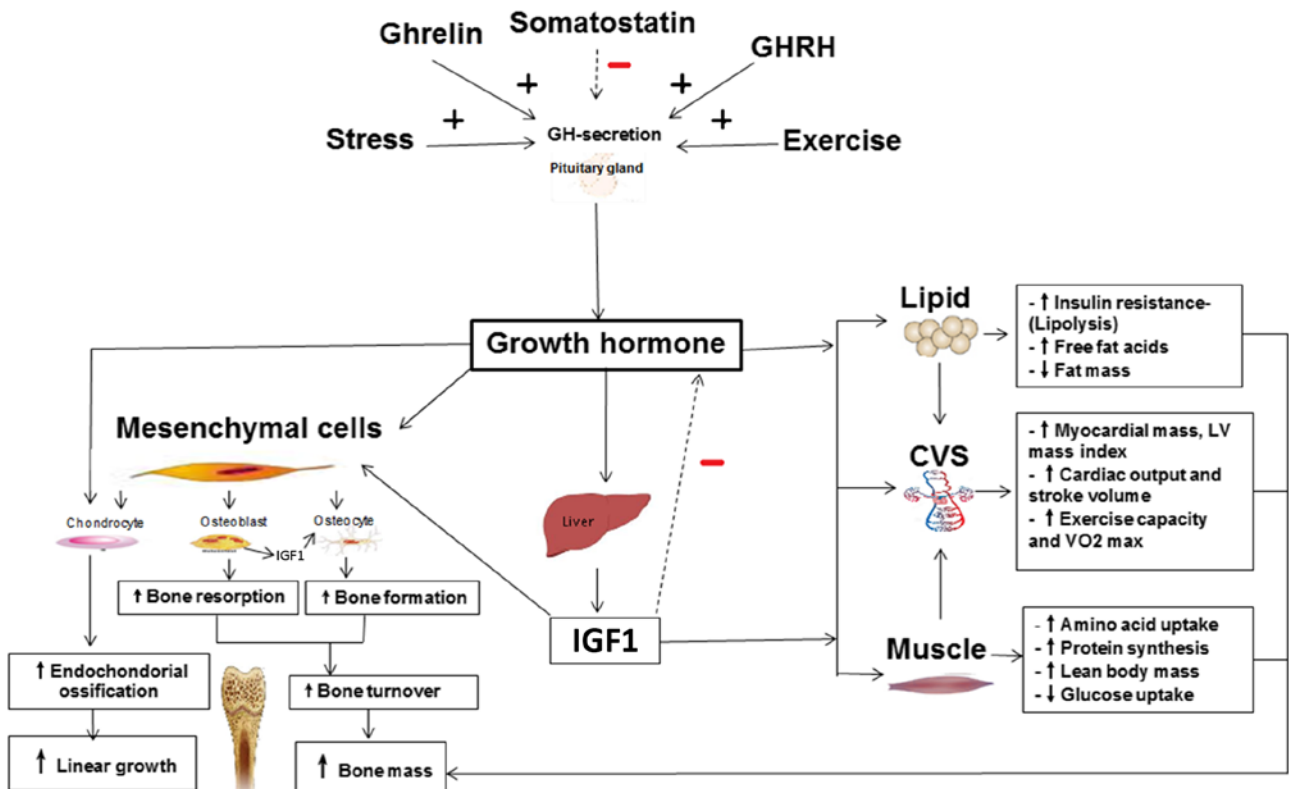 Ghrelin
Somatostatin
GHRH
Stress
Exercise
+
+
+
+
GH-secretion
Pituitary gland
Growth hormone
Mesenchymal cells
Chondrocyte
Osteoblast
Osteocyte
IGF1
↑ Bone resorption
↑ Bone formation
↑ Endochondorial
ossification
↑ Bone turnover
↑ Linear growth
↑ Bone mass
Liver
IGF1
Lipid
- ↑ Insulin resistance-
(Lipolysis)
- ↑ Free fat acids
- ↓ Fat mass
CVS
- ↑ Myocardial mass, LV
mass index
- ↑ Cardiac output and
stroke volume
- ↑ Exercise capacity
and VO2 max
Muscle
- ↑ Amino acid uptake
- ↑ Protein synthesis
- ↑ Lean body mass
- ↓ Glucose uptake